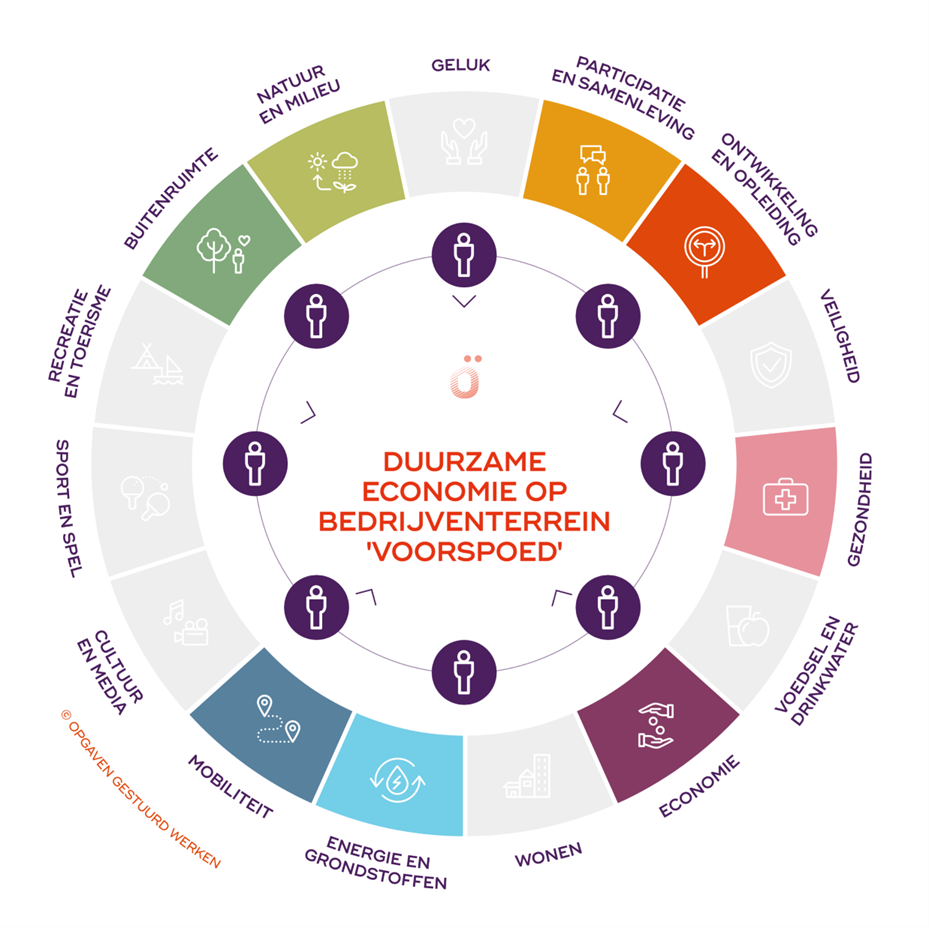 GELUK
PARTICIPATIE
EN SAMENLEVING
ONTWIKKELING
EN OPLEIDING
VEILIGHEID
GEZONDHEID
VOEDSEL EN
DRINKWATER
ECONOMIE
WONEN
ENERGIE EN
GRONDSTOFFEN
MOBILITEIT
CULTUUR
EN MEDIA
SPORT EN SPEL
RECREATIE
EN TOERISME
BUITENRUIMTE
NATUUR
EN MILIEU
ö
DUURZAME
ECONOMIE OP
BEDRIJVENTERREIN
'VOORSPOED'
© OPGAVEN GESTUURD WERKEN